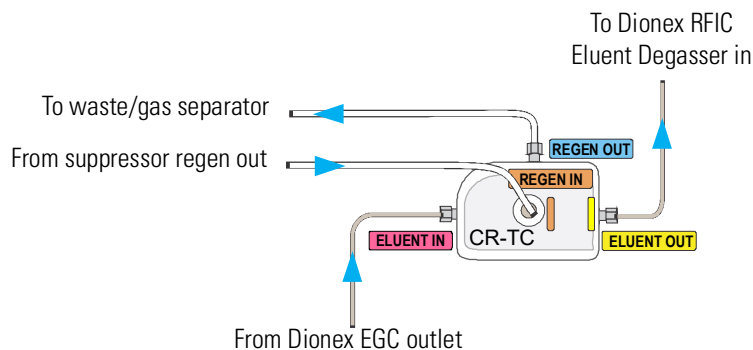 To Dionex RFIC
Eluent Degasser in
To waste/gas separator
From suppressor regen out
REGEN OUT
REGEN IN
ELUENT IN
CR-TC
ELUENT OUT
From Dionex EGC outlet